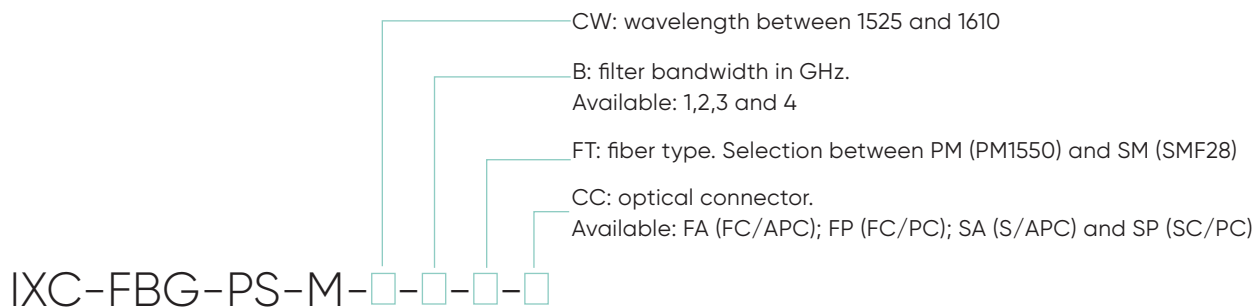 CW: wavelength between 1525 and 1610
B: filter bandwidth in GHz.
Available: 1,2,3 and 4
FT: fiber type. Selection between PM (PM1550) and SM (SMF28)
CC: optical connector.
Available: FA (FC/APC); FP (FC/PC); SA (S/APC) and SP (SC/PC)
IXC-FBG-PS-M-□-□-□-□